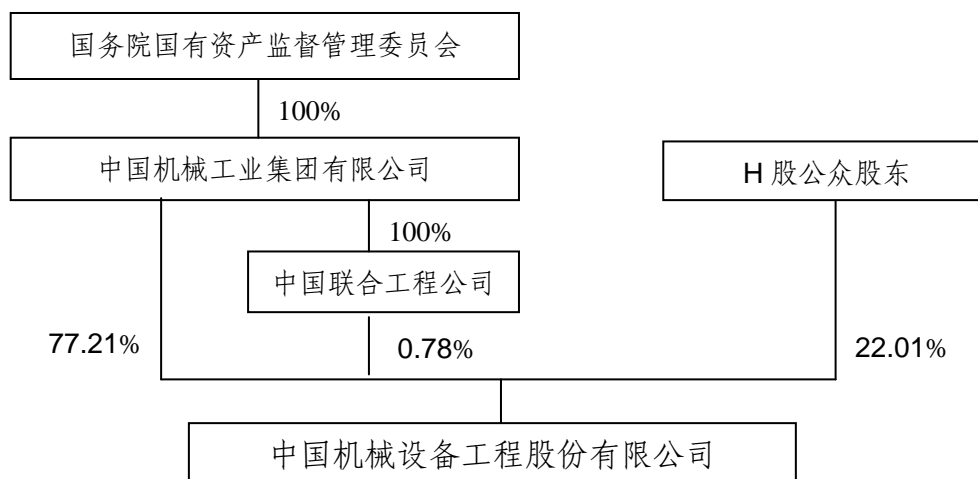 国务院国有资产监督管理委员会
100%
中国机械工业集团有限公司
H 股公众股东
100%
中国联合工程公司
77.21%
0.78%
22.01%
中国机械设备工程股份有限公司